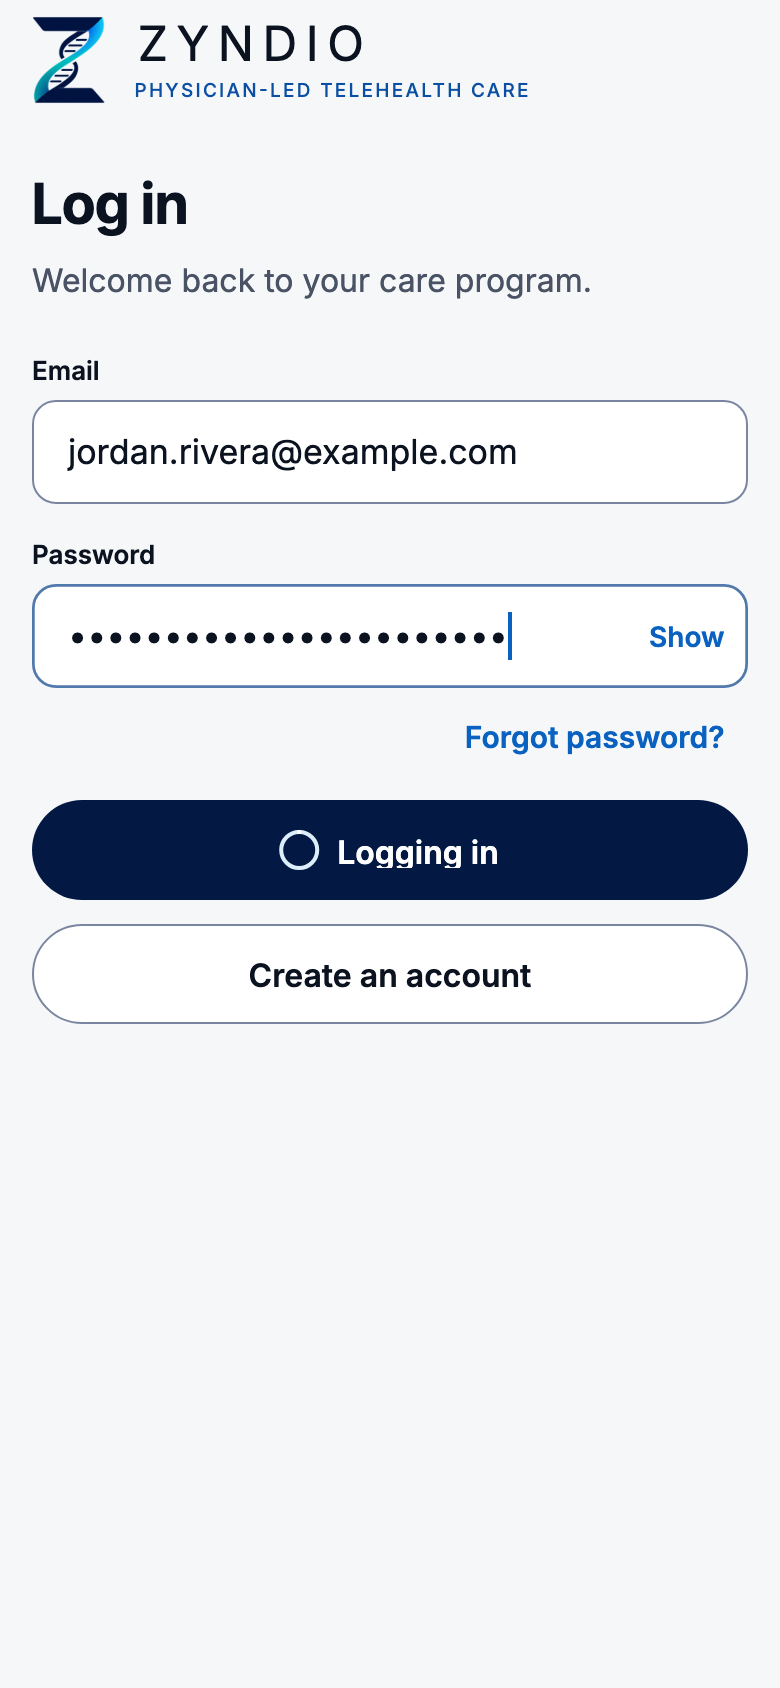 ZYNDIO
PHYSICIAN-LED TELEHEALTH CARE
Log in
Welcome back to your care program.
Email
jordan.rivera@example.com
Password
•••••••••••••••••••••••
Show
Forgot password?
Logging in
Create an account